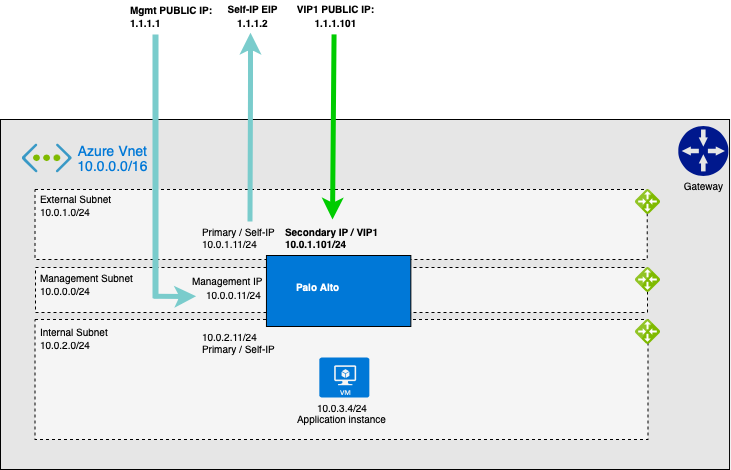 Mgmt PUBLIC IP:
1.1.1.1
Self-IP EIP
1.1.1.2
VIP1 PUBLIC IP:
1.1.1.101
Azure Vnet
10.0.0.0/16
Gateway
External Subnet
10.0.1.0/24
Primary / Self-IP
10.0.1.11/24
Secondary IP / VIP1
10.0.1.101/24
Management Subnet
10.0.0.0/24
Management IP
10.0.0.11/24
Palo Alto
Internal Subnet
10.0.2.0/24
10.0.2.11/24
Primary / Self-IP
VM
10.0.3.4/24
Application instance